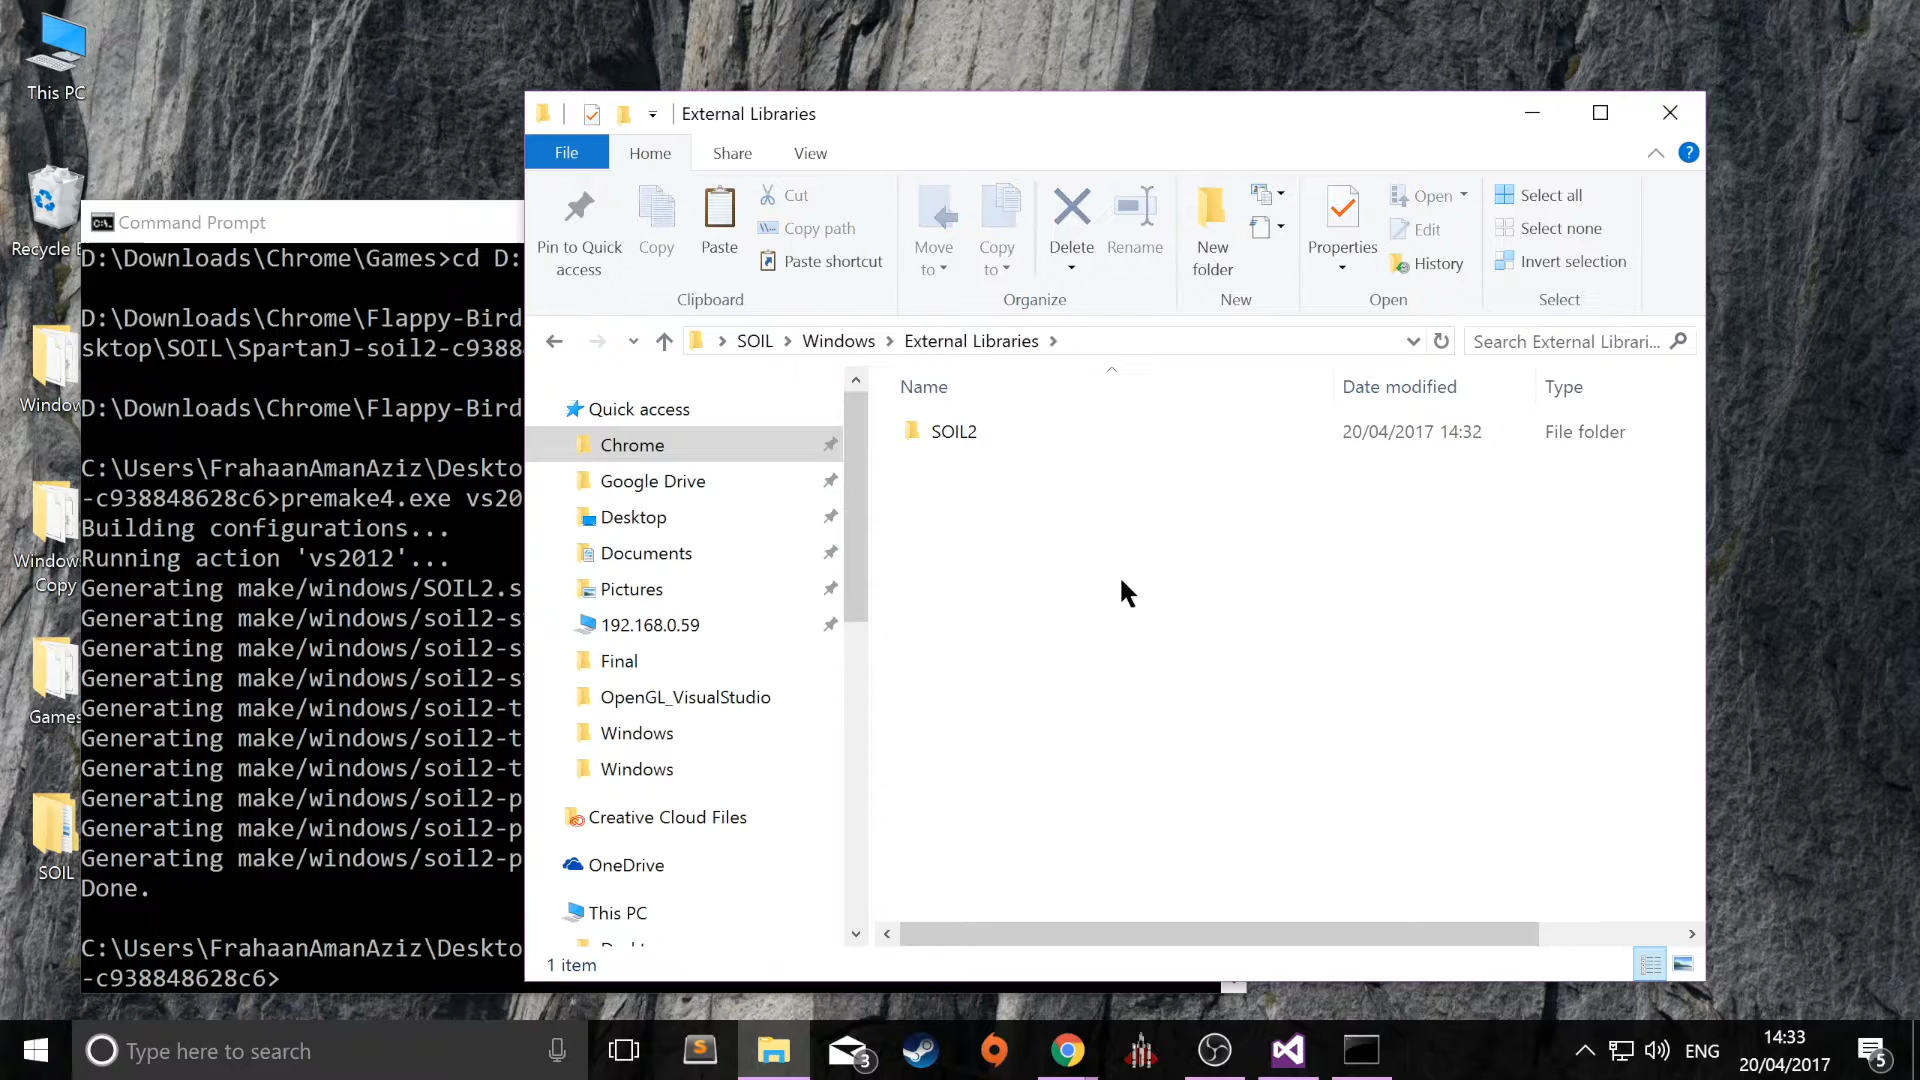 This PC
Recycle B
Window
Window
Copy
Games
SOIL
Command Prompt
D:\Downloads\Chrome\Games>cd D:
D:\Downloads\Chrome\Flappy-Bird
sktop\SOIL\SpartanJ-soil2-c9388
D:\Downloads\Chrome\Flappy-Bird
C:\Users\FrahaanAmanAziz\Deskto
-c938848628c6>premake4.exe vs20
Building configurations...
Running action 'vs2012'...
Generating make/windows/SOIL2.s
Generating make/windows/soil2-s
Generating make/windows/soil2-s
Generating make/windows/soil2-s
Generating make/windows/soil2-t
Generating make/windows/soil2-t
Generating make/windows/soil2-t
Generating make/windows/soil2-p
Generating make/windows/soil2-p
Generating make/windows/soil2-p
Done.
C:\Users\FrahaanAmanAziz\Deskto
-c938848628c6>
External Libraries
File Home Share View
Pin to Quick access
Copy
Paste
Cut
Copy path
Paste shortcut
Clipboard
Move to
Copy to
Delete
Rename
Organize
New folder
New
Properties
Open
Edit
History
Open
Select all
Select none
Invert selection
Select
SOIL > Windows > External Libraries >
Search External Librari...
Quick access
Chrome
Google Drive
Desktop
Documents
Pictures
192.168.0.59
Final
OpenGL_VisualStudio
Windows
Windows
Creative Cloud Files
OneDrive
This PC
Name Date modified Type
SOIL2 20/04/2017 14:32 File folder
1 item
Type here to search
3
ENG
14:33
20/04/2017
5